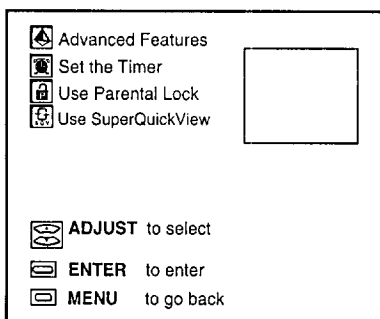 Advanced Features
Set the Timer
Use Parental Lock
Use SuperQuickView
ADJUST to select
ENTER to enter
MENU to go back